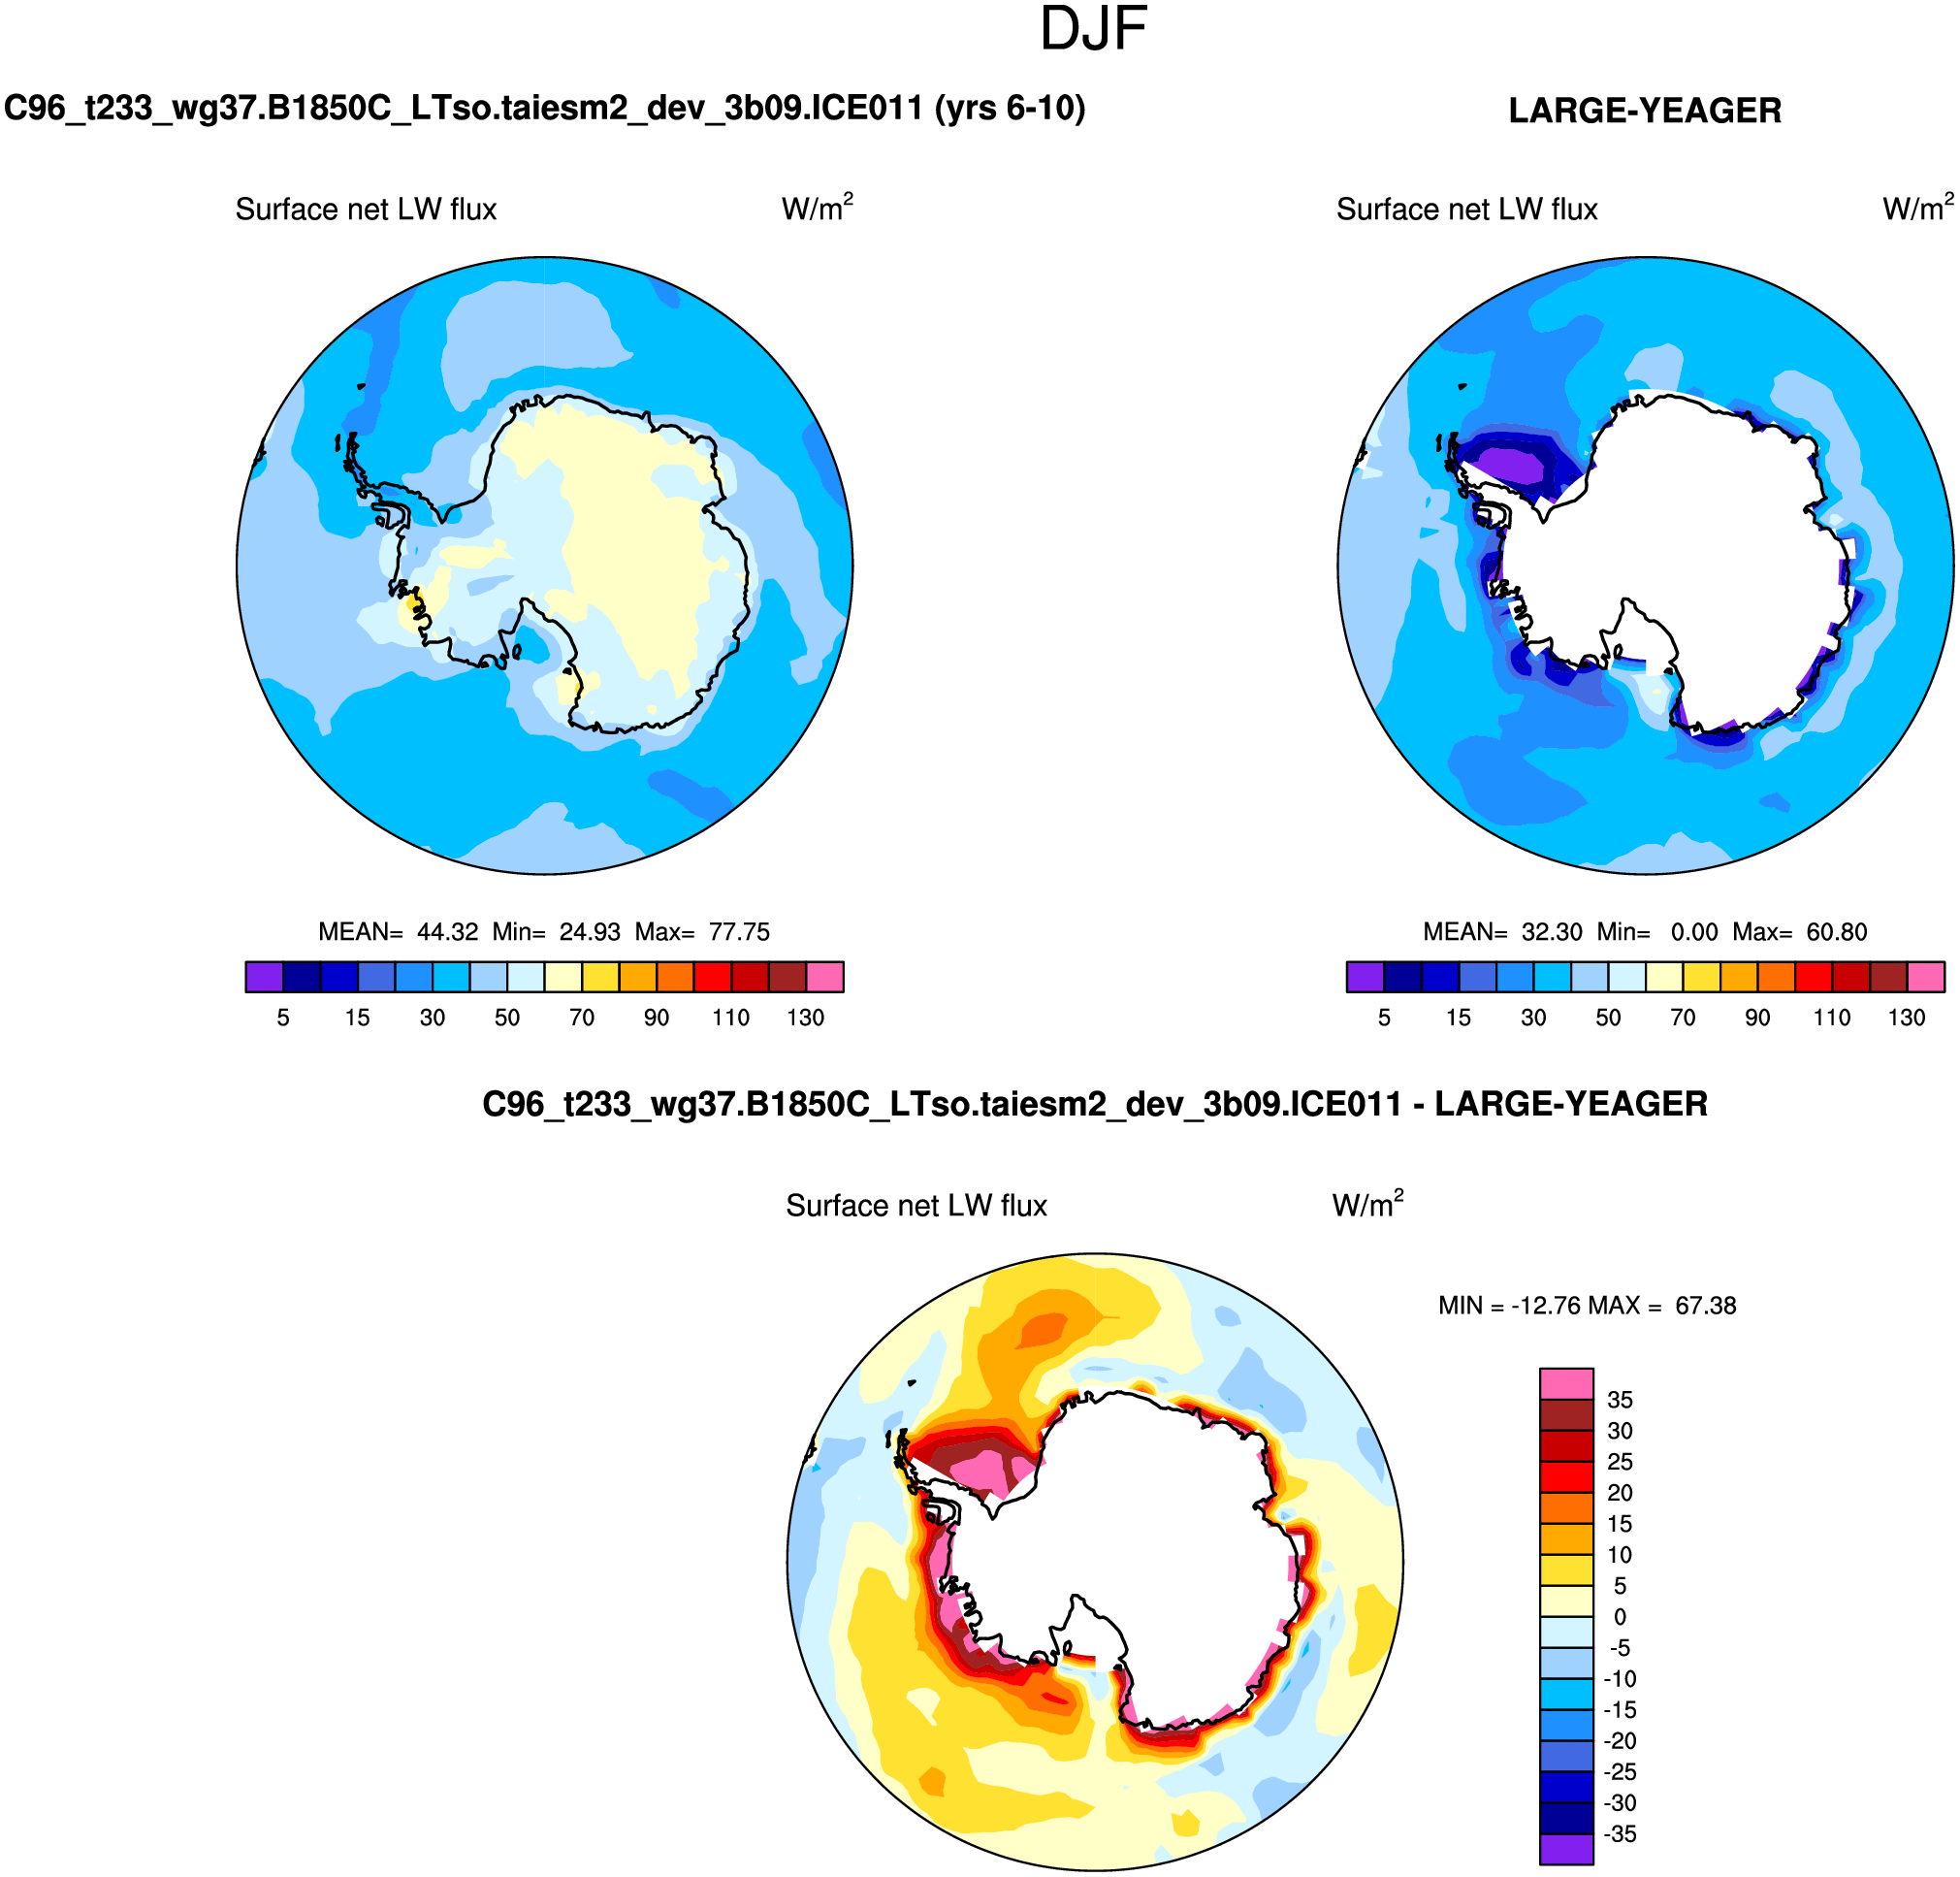 DJF
C96_t233_wg37.B1850C_LTso.taiesm2_dev_3b09.ICE011 (yrs 6-10)
LARGE-YEAGER
Surface net LW flux W/m2
Surface net LW flux W/m2
MEAN= 44.32 Min= 24.93 Max= 77.75
MEAN= 32.30 Min= 0.00 Max= 60.80
5 15 30 50 70 90 110 130
5 15 30 50 70 90 110 130
C96_t233_wg37.B1850C_LTso.taiesm2_dev_3b09.ICE011 - LARGE-YEAGER
Surface net LW flux W/m2
MIN = -12.76 MAX = 67.38
35
30
25
20
15
10
5
0
-5
-10
-15
-20
-25
-30
-35